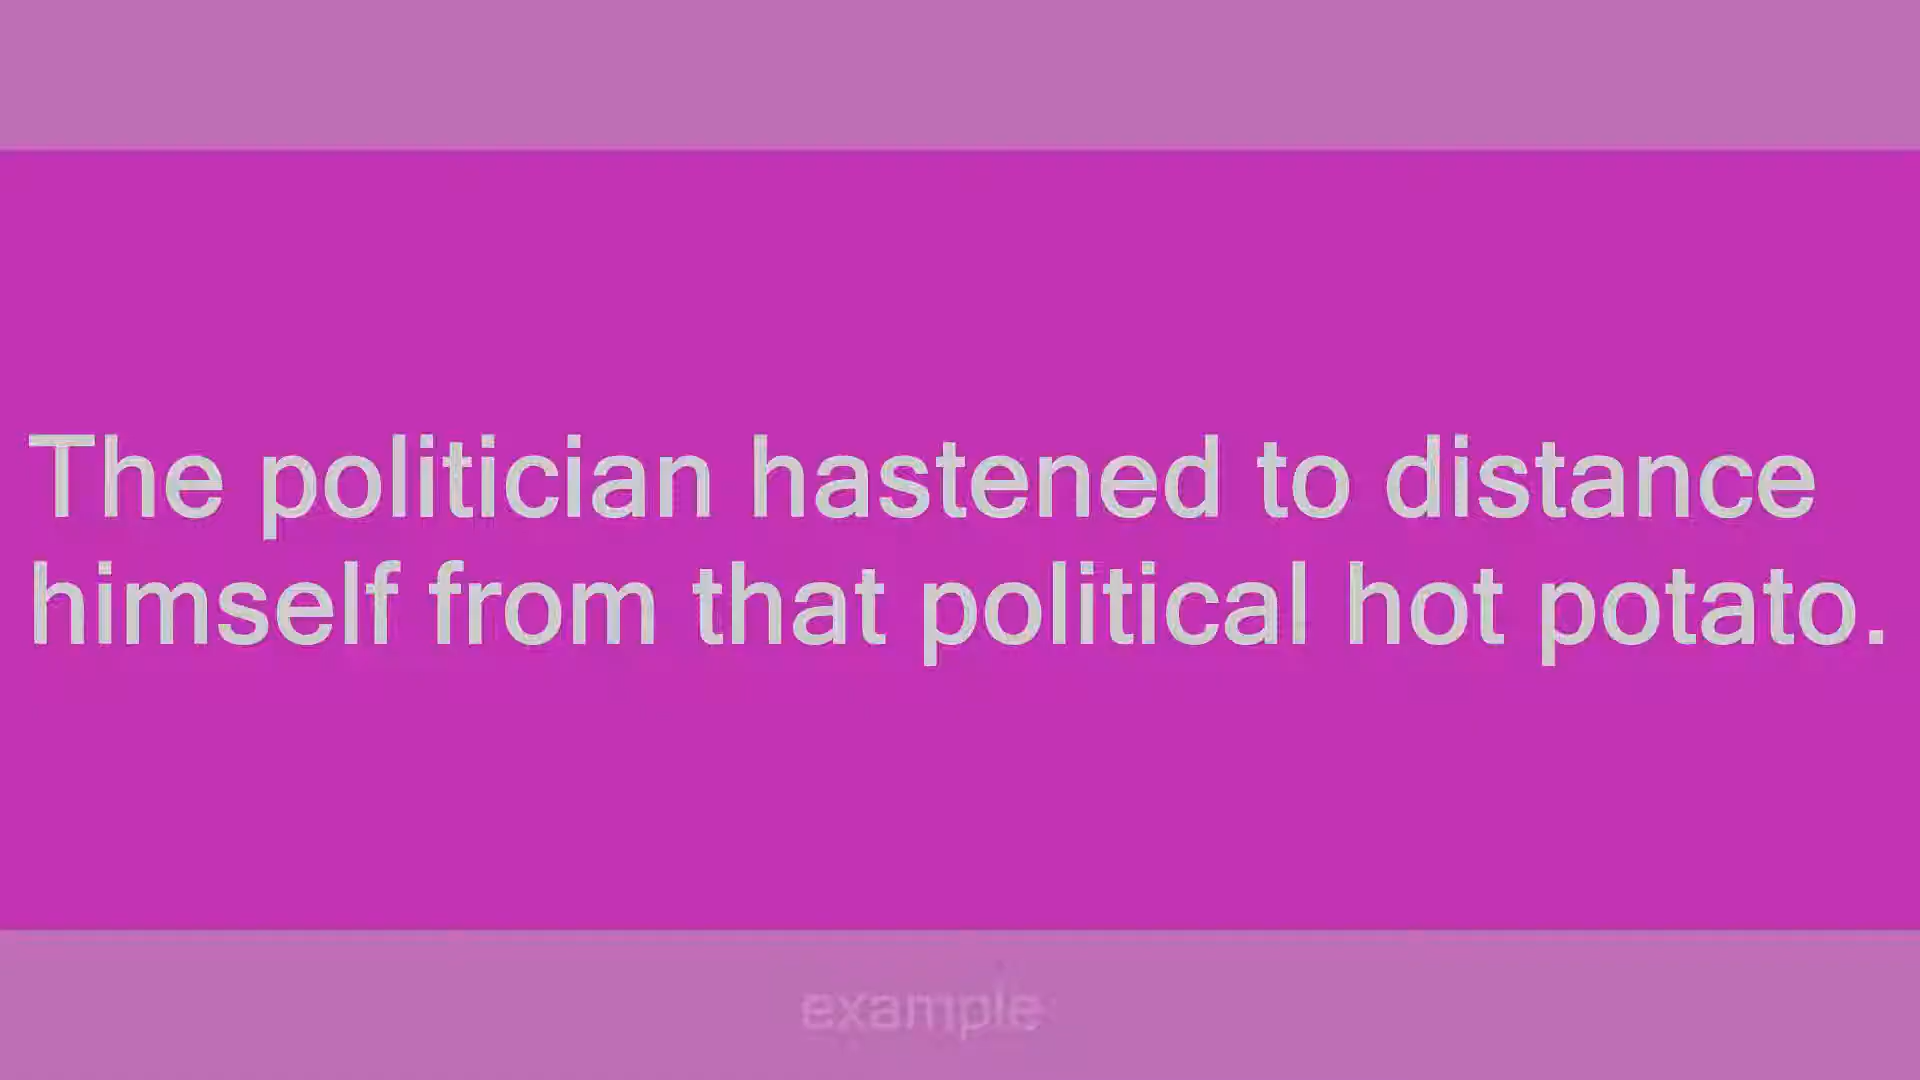 The politician hastened to distance
himself from that political hot potato.
example